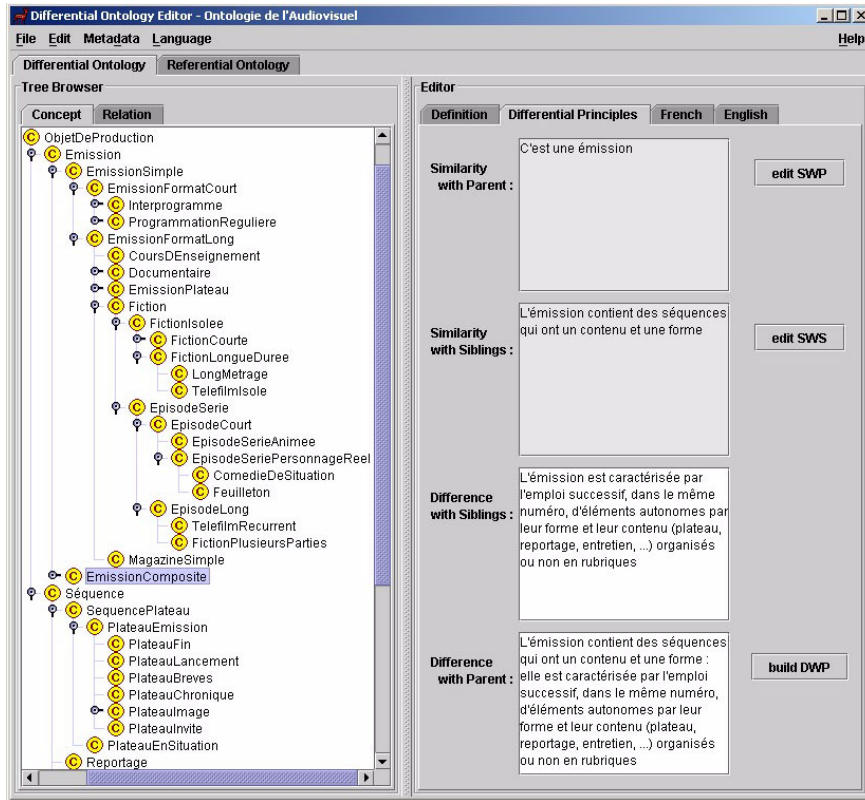 Differential Ontology Editor - Ontologie de l'Audiovisuel
File Edit Metadata Language Help
Differential Ontology Referential Ontology
Tree Browser
Concept Relation
ObjetDeProduction
Emission
EmissionSimple
EmissionFormatCourt
Interprogramme
ProgrammationReguliere
EmissionFormatLong
CoursDEnseignement
Documentaire
EmissionPlateau
Fiction
FictionIsolee
FictionCourte
FictionLongueDuree
LongMetrage
TelefilmIsole
EpisodeSerie
EpisodeCourt
EpisodeSerieAnimee
EpisodeSeriePersonnageReel
ComedieDeSituation
Feuilleton
EpisodeLong
TelefilmRecurrent
FictionPlusieursParties
MagazineSimple
EmissionComposite
Séquence
SequencePlateau
PlateauEmission
PlateauFin
PlateauLancement
PlateauBreves
PlateauChronique
PlateauImage
PlateauInvite
PlateauEnSituation
Reportage
Editor
Definition Differential Principles French English
Similarity
with Parent :
C'est une émission
edit SWP
Similarity
with Siblings :
L'émission contient des séquences
qui ont un contenu et une forme
edit SWS
Difference
with Siblings :
L'émission est caractérisée par
l'emploi successif, dans le même
numéro, d'éléments autonomes par
leur forme et leur contenu (plateau,
reportage, entretien, ...) organisés
ou non en rubriques
Difference
with Parent :
L'émission contient des séquences
qui ont un contenu et une forme :
elle est caractérisée par l'emploi
successif, dans le même numéro,
d'éléments autonomes par leur
forme et leur contenu (plateau,
reportage, entretien, ...) organisés
ou non en rubriques
build DWP